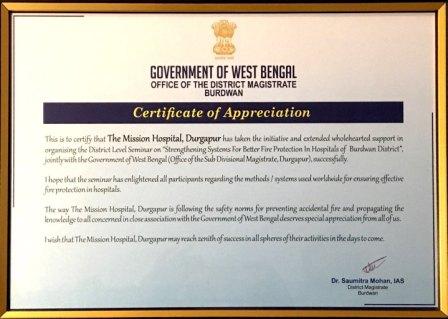 GOVERNMENT OF WEST BENGAL
OFFICE OF THE DISTRICT MAGISTRATE
BURDWAN
Certificate of Appreciation
This is to certify that The Mission Hospital, Durgapur has taken the initiative and extended wholehearted support in
organising the District Level Seminar on "Strengthening Systems For Better Fire Protection In Hospitals of Burdwan District",
jointly with the Government of West Bengal (Office of the Sub Divisional Magistrate, Durgapur), successfully.
I hope that the seminar has enlightened all participants regarding the methods / systems used worldwide for ensuring effective
fire protection in hospitals.
The way The Mission Hospital, Durgapur is following the safety norms for preventing accidental fire and propagating the
knowledge to all concerned in close association with the Government of West Bengal deserves special appreciation from all of us.
I wish that The Mission Hospital, Durgapur may reach zenith of success in all spheres of their activities in the days to come.
Dr. Saumitra Mohan, IAS
District Magistrate
Burdwan